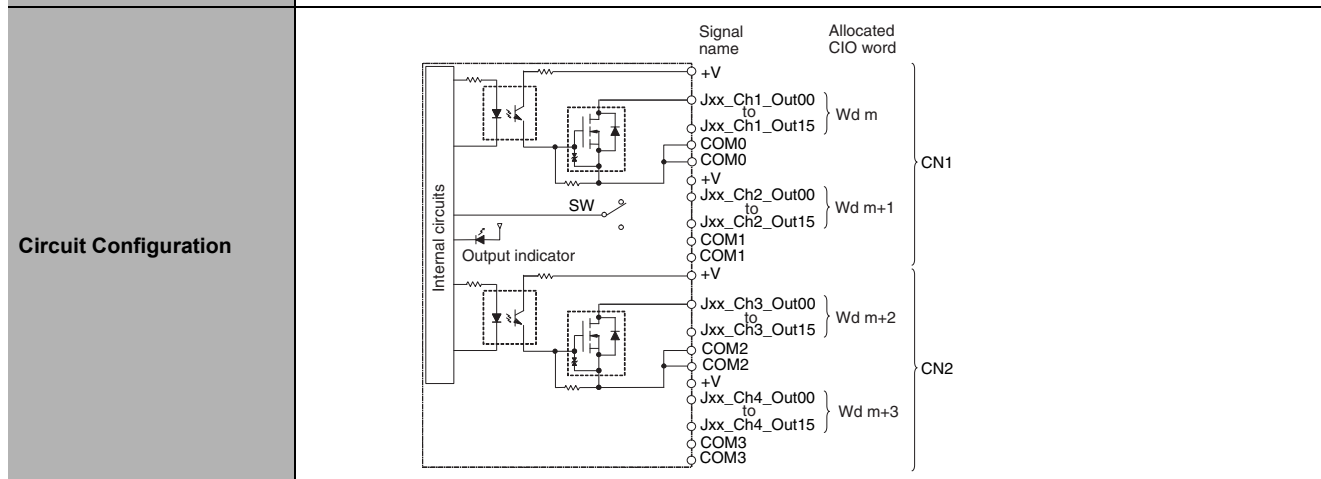 Circuit Configuration
Signal
name
Allocated
CIO word
Internal circuits
SW
Output indicator
+V
Jxx_Ch1_Out00
to
Jxx_Ch1_Out15
Wd m
COM0
COM0
+V
Jxx_Ch2_Out00
to
Jxx_Ch2_Out15
Wd m+1
COM1
COM1
CN1
+V
Jxx_Ch3_Out00
to
Jxx_Ch3_Out15
Wd m+2
COM2
COM2
+V
Jxx_Ch4_Out00
to
Jxx_Ch4_Out15
Wd m+3
COM3
COM3
CN2